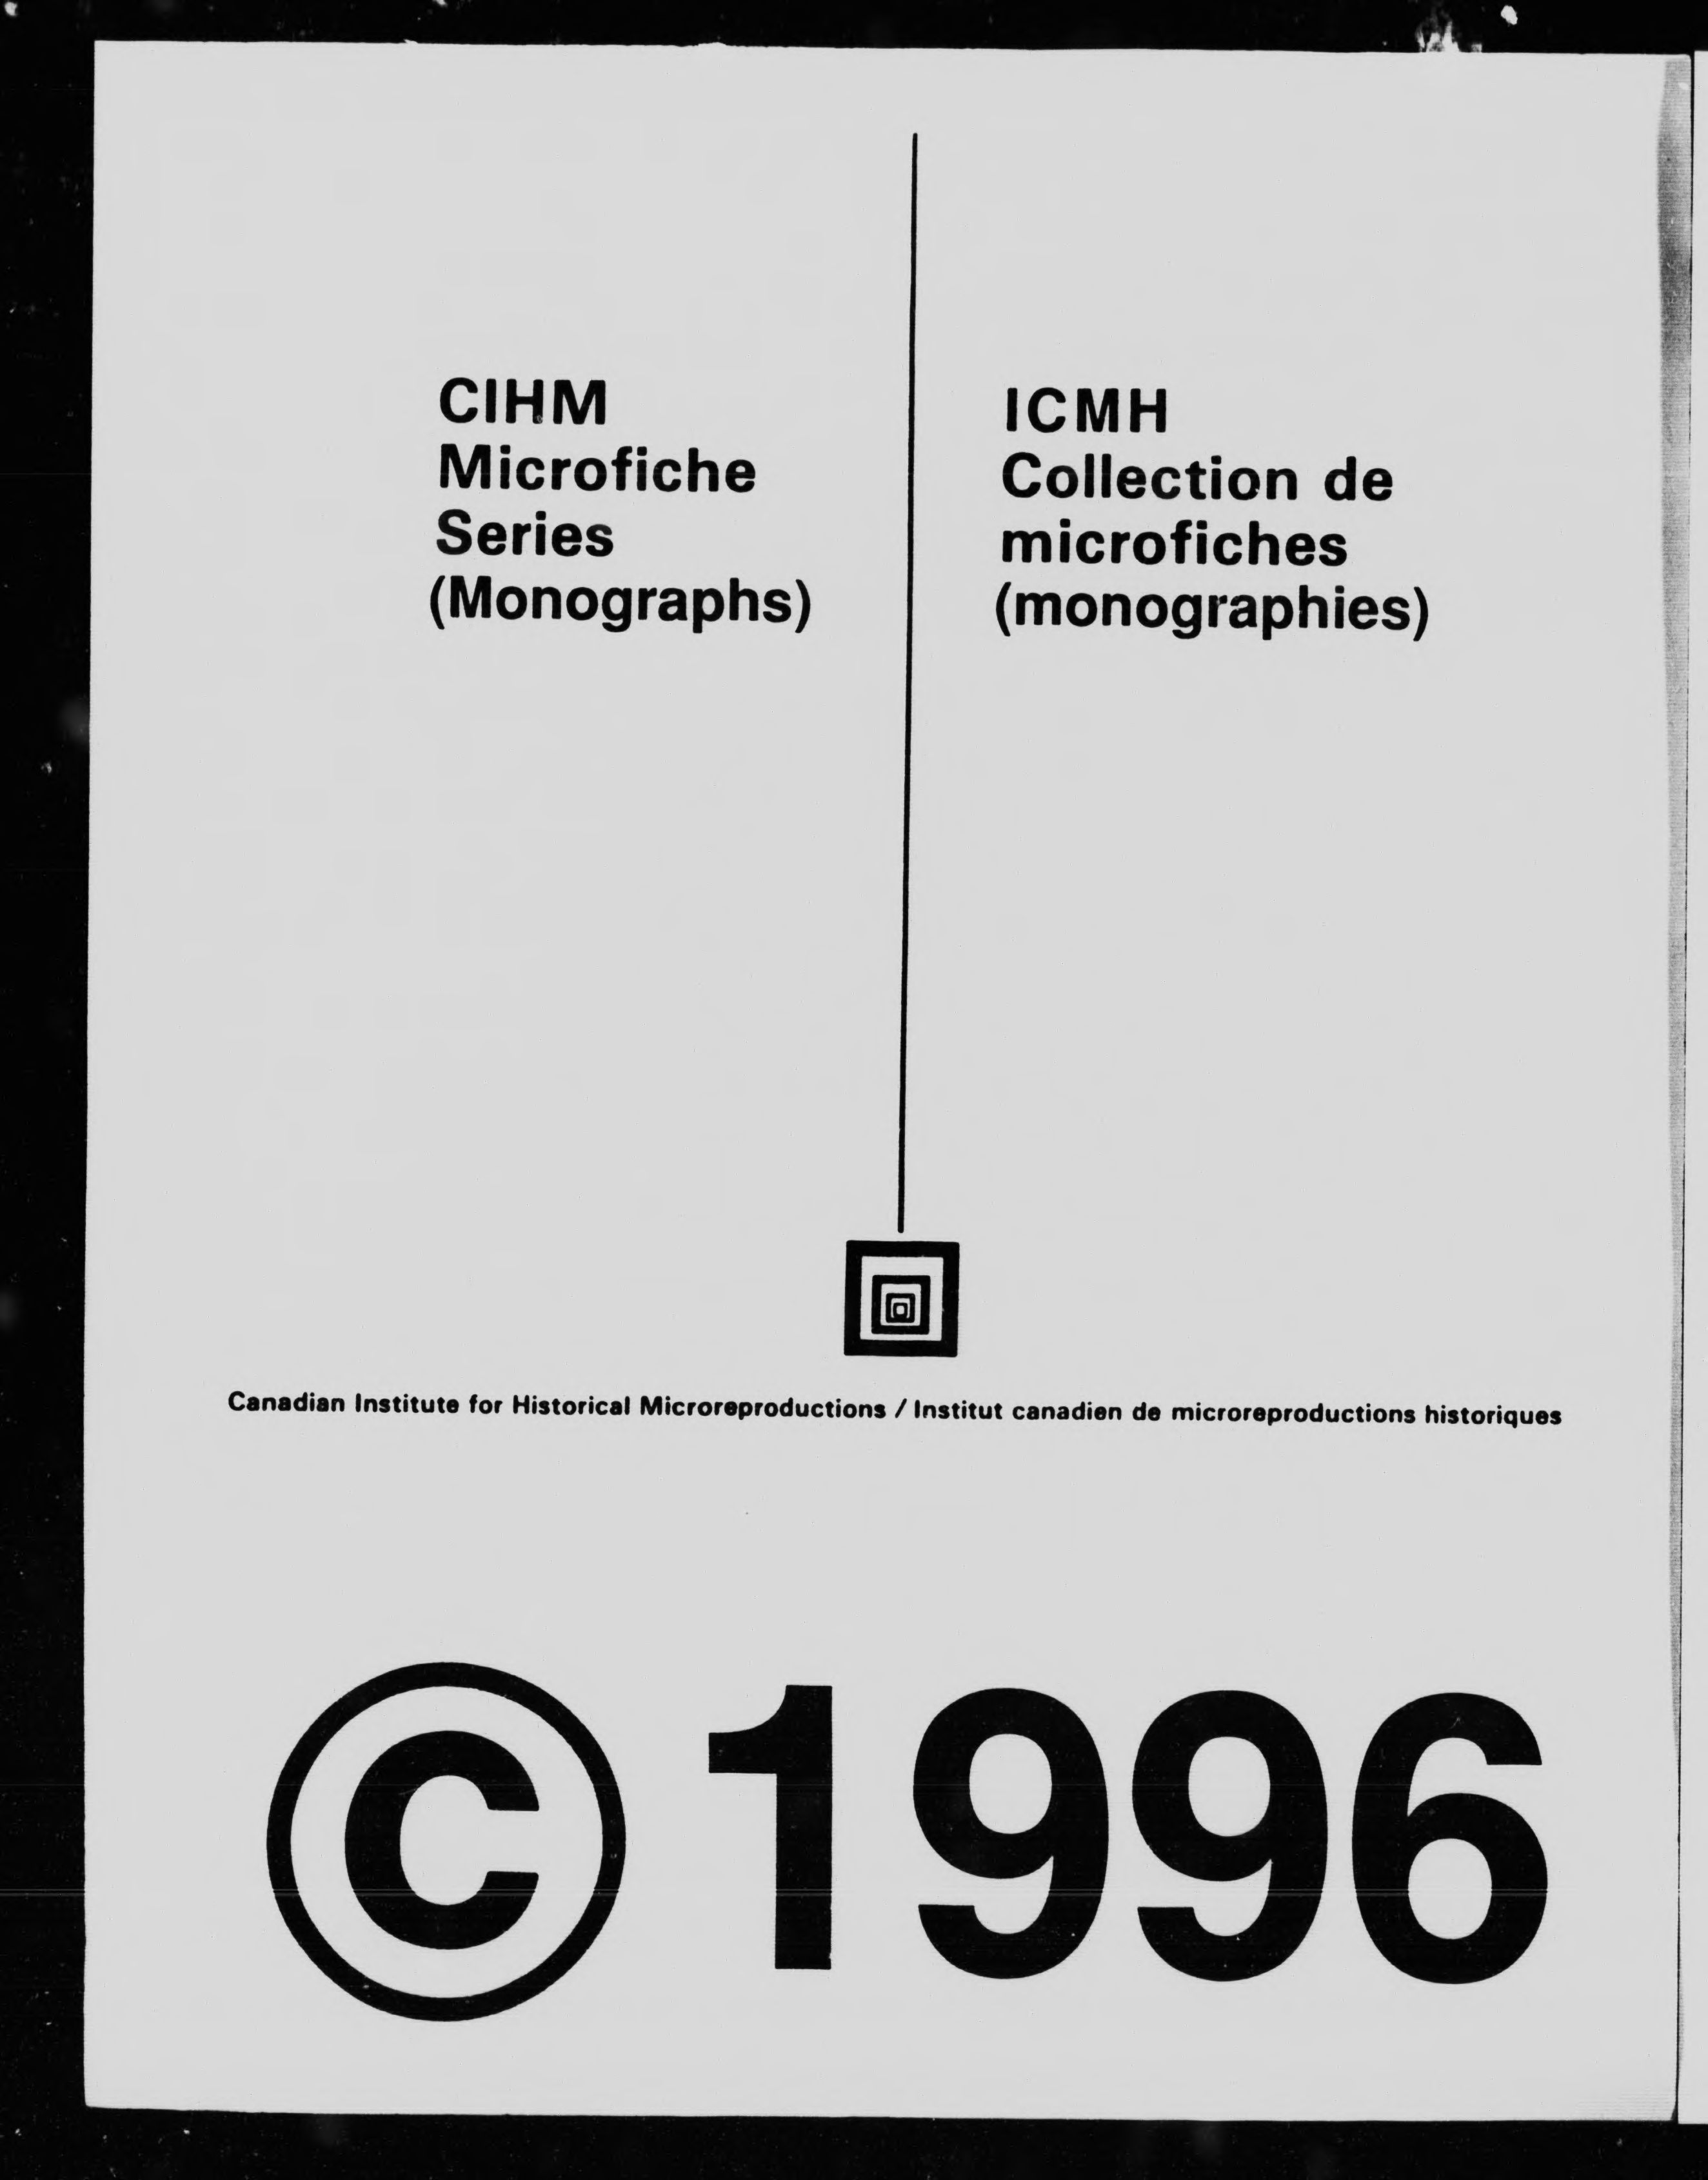 CIHM
Microfiche
Series
(Monographs)
ICMH
Collection de
microfiches
(monographies)
Canadian Institute for Historical Microreproductions / Institut canadien de microreproductions historiques
© 1996